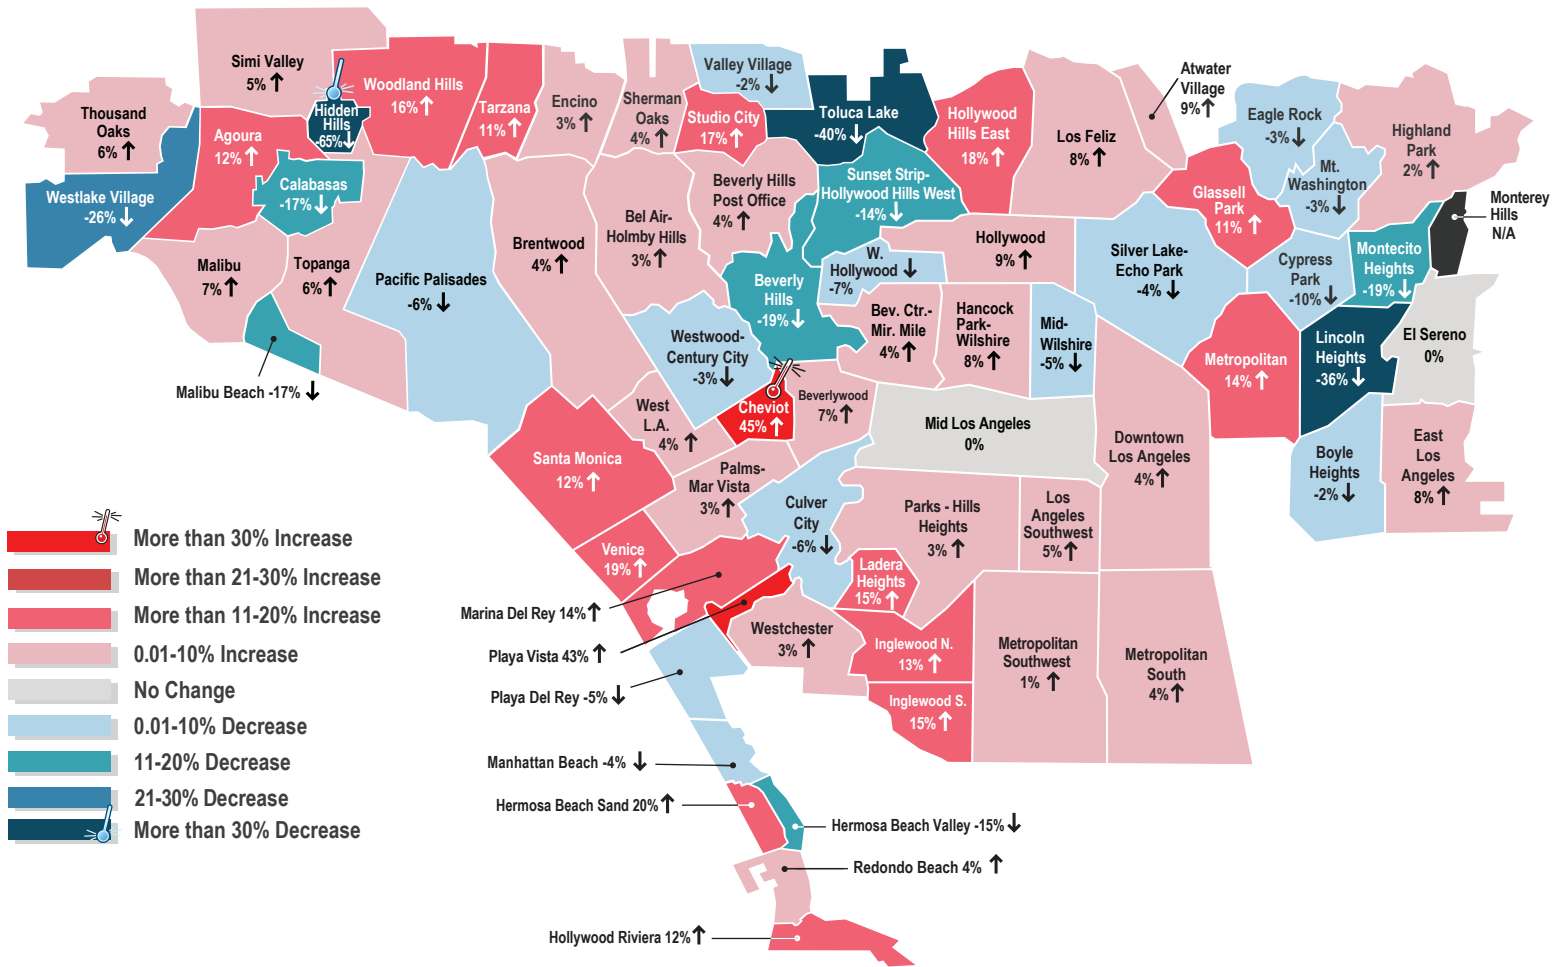 Simi Valley
5%
Thousand
Oaks
6%
Hidden
Hills
-65%
Woodland Hills
16%
Tarzana
11%
Encino
3%
Sherman
Oaks
4%
Valley Village
-2%
Studio City
17%
Toluca Lake
-40%
Hollywood
Hills East
18%
Los Feliz
8%
Atwater
Village
9%
Eagle Rock
-3%
Highland
Park
2%
Mt.
Washington
-3%
Monterey
Hills
N/A
Agoura
12%
Westlake Village
-26%
Calabasas
-17%
Malibu
7%
Topanga
6%
Malibu Beach -17%
Pacific Palisades
-6%
Brentwood
4%
Bel Air-
Holmby Hills
3%
Beverly Hills
Post Office
4%
Sunset Strip-
Hollywood Hills West
-14%
Beverly
Hills
-19%
W.
Hollywood
-7%
Hollywood
9%
Silver Lake-
Echo Park
-4%
Glassell
Park
11%
Cypress
Park
-10%
Montecito
Heights
-19%
El Sereno
0%
Lincoln
Heights
-36%
Metropolitan
14%
Westwood-
Century City
-3%
Bev. Ctr.-
Mir. Mile
4%
Hancock
Park-
Wilshire
8%
Mid-
Wilshire
-5%
West
L.A.
4%
Cheviot
45%
Beverlywood
7%
Mid Los Angeles
0%
Downtown
Los Angeles
4%
Boyle
Heights
-2%
East
Los
Angeles
8%
Santa Monica
12%
Palms-
Mar Vista
3%
Culver
City
-6%
Parks - Hills
Heights
3%
Los
Angeles
Southwest
5%
Venice
19%
Ladera
Heights
15%
Marina Del Rey 14%
Playa Vista 43%
Playa Del Rey -5%
Westchester
3%
Inglewood N.
13%
Inglewood S.
15%
Metropolitan
Southwest
1%
Metropolitan
South
4%
Manhattan Beach -4%
Hermosa Beach Sand 20%
Hermosa Beach Valley -15%
Redondo Beach 4%
Hollywood Riviera 12%
More than 30% Increase
More than 21-30% Increase
More than 11-20% Increase
0.01-10% Increase
No Change
0.01-10% Decrease
11-20% Decrease
21-30% Decrease
More than 30% Decrease